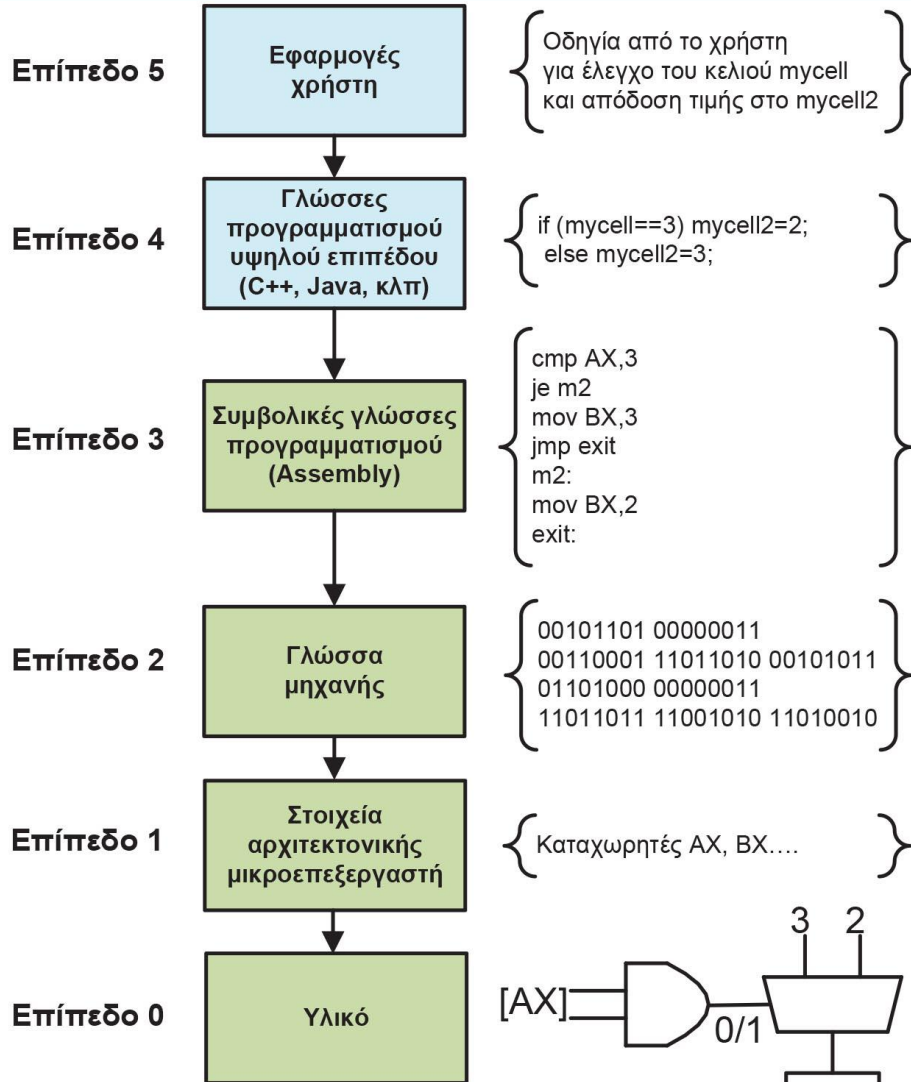 Επίπεδο 5
Εφαρμογές
χρήστη
Οδηγία από το χρήστη
για έλεγχο του κελιού mycell
και απόδοση τιμής στο mycell2
Επίπεδο 4
Γλώσσες
προγραμματισμού
υψηλού επιπέδου
(C++, Java, κλπ)
if (mycell==3) mycell2=2;
else mycell2=3;
Επίπεδο 3
Συμβολικές γλώσσες
προγραμματισμού
(Assembly)
cmp AX,3
je m2
mov BX,3
jmp exit
m2:
mov BX,2
exit:
Επίπεδο 2
Γλώσσα
μηχανής
00101101 00000011
00110001 11011010 00101011
01101000 00000011
11011011 11001010 11010010
Επίπεδο 1
Στοιχεία
αρχιτεκτονικής
μικροεπεξεργαστή
Καταχωρητές AX, BX....
Επίπεδο 0
Υλικό
3 2
[AX]
0/1